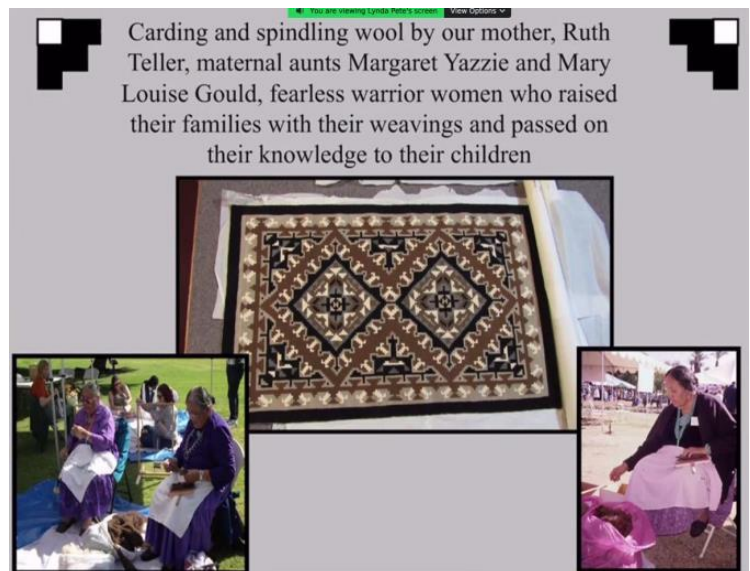 You are viewing Lynda Pete's screen View Options
Carding and spindling wool by our mother, Ruth
Teller, maternal aunts Margaret Yazzie and Mary
Louise Gould, fearless warrior women who raised
their families with their weavings and passed on
their knowledge to their children